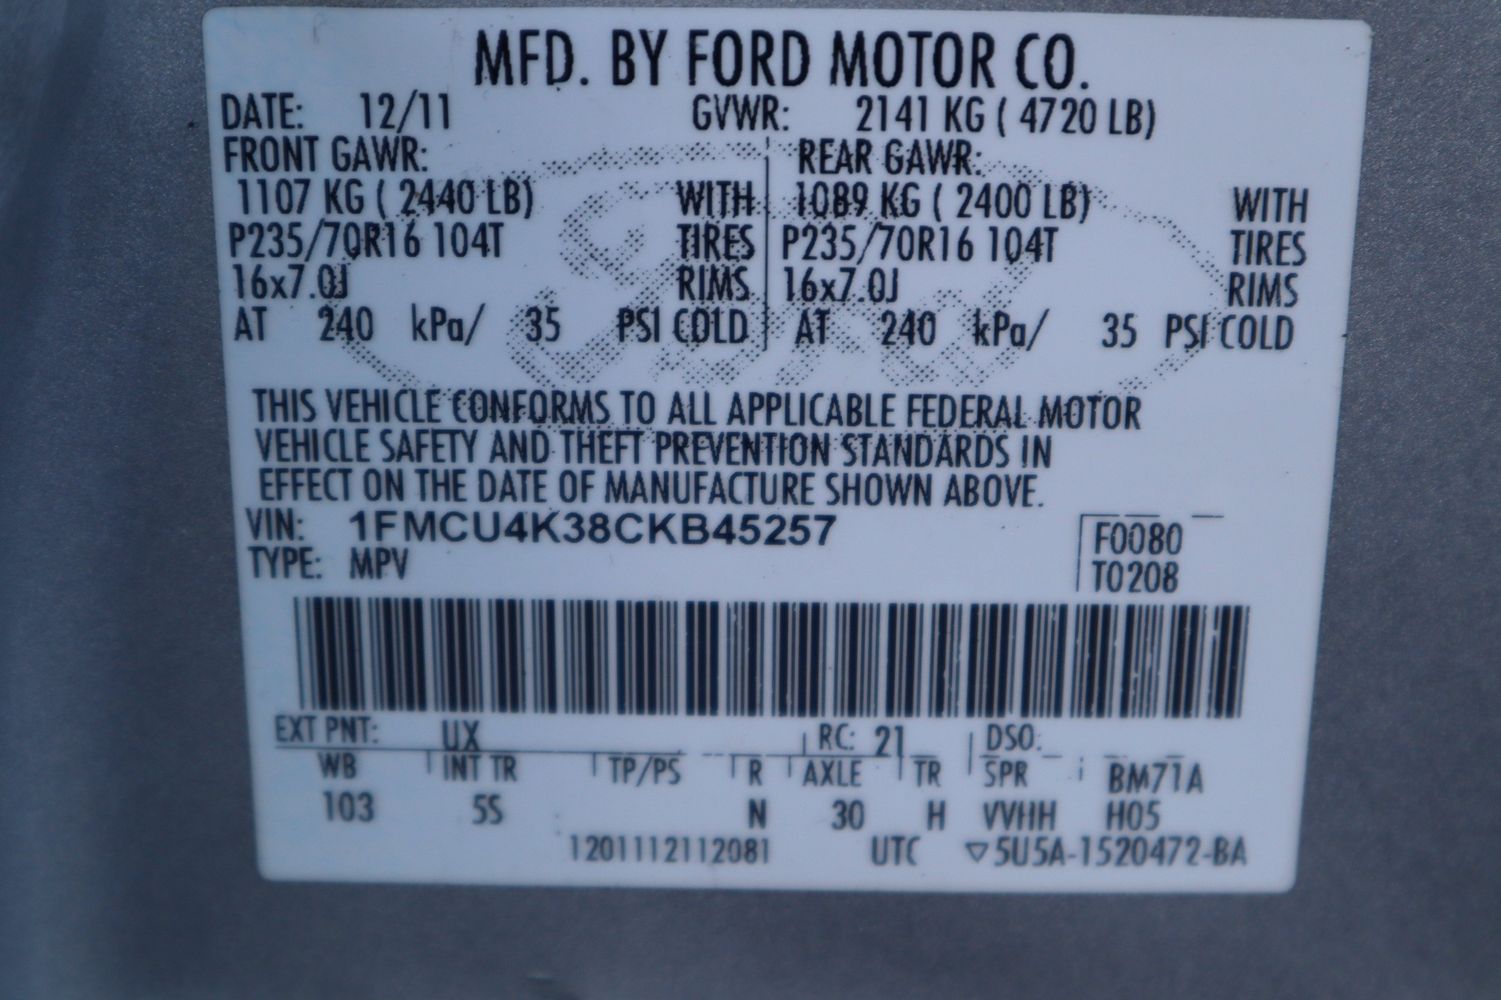 MFD. BY FORD MOTOR CO.
DATE: 12/11 GVWR: 2141 KG ( 4720 LB)
FRONT GAWR: REAR GAWR:
1107 KG ( 2440 LB) WITH 1089 KG ( 2400 LB) WITH
P235/70R16 104T TIRES P235/70R16 104T TIRES
16x7.0J RIMS 16x7.0J RIMS
AT 240 kPa/ 35 PSI COLD AT 240 kPa/ 35 PSI COLD
THIS VEHICLE CONFORMS TO ALL APPLICABLE FEDERAL MOTOR
VEHICLE SAFETY AND THEFT PREVENTION STANDARDS IN
EFFECT ON THE DATE OF MANUFACTURE SHOWN ABOVE.
VIN: 1FMCU4K38CKB45257 F0080
TYPE: MPV T0208
EXT PNT: UX RC: 21 DSO:
WB INT TR TP/PS R AXLE TR SPR BM71A
103 5S N 30 H VVHH H05
1201112112081 UTC ▽5U5A-1520472-BA